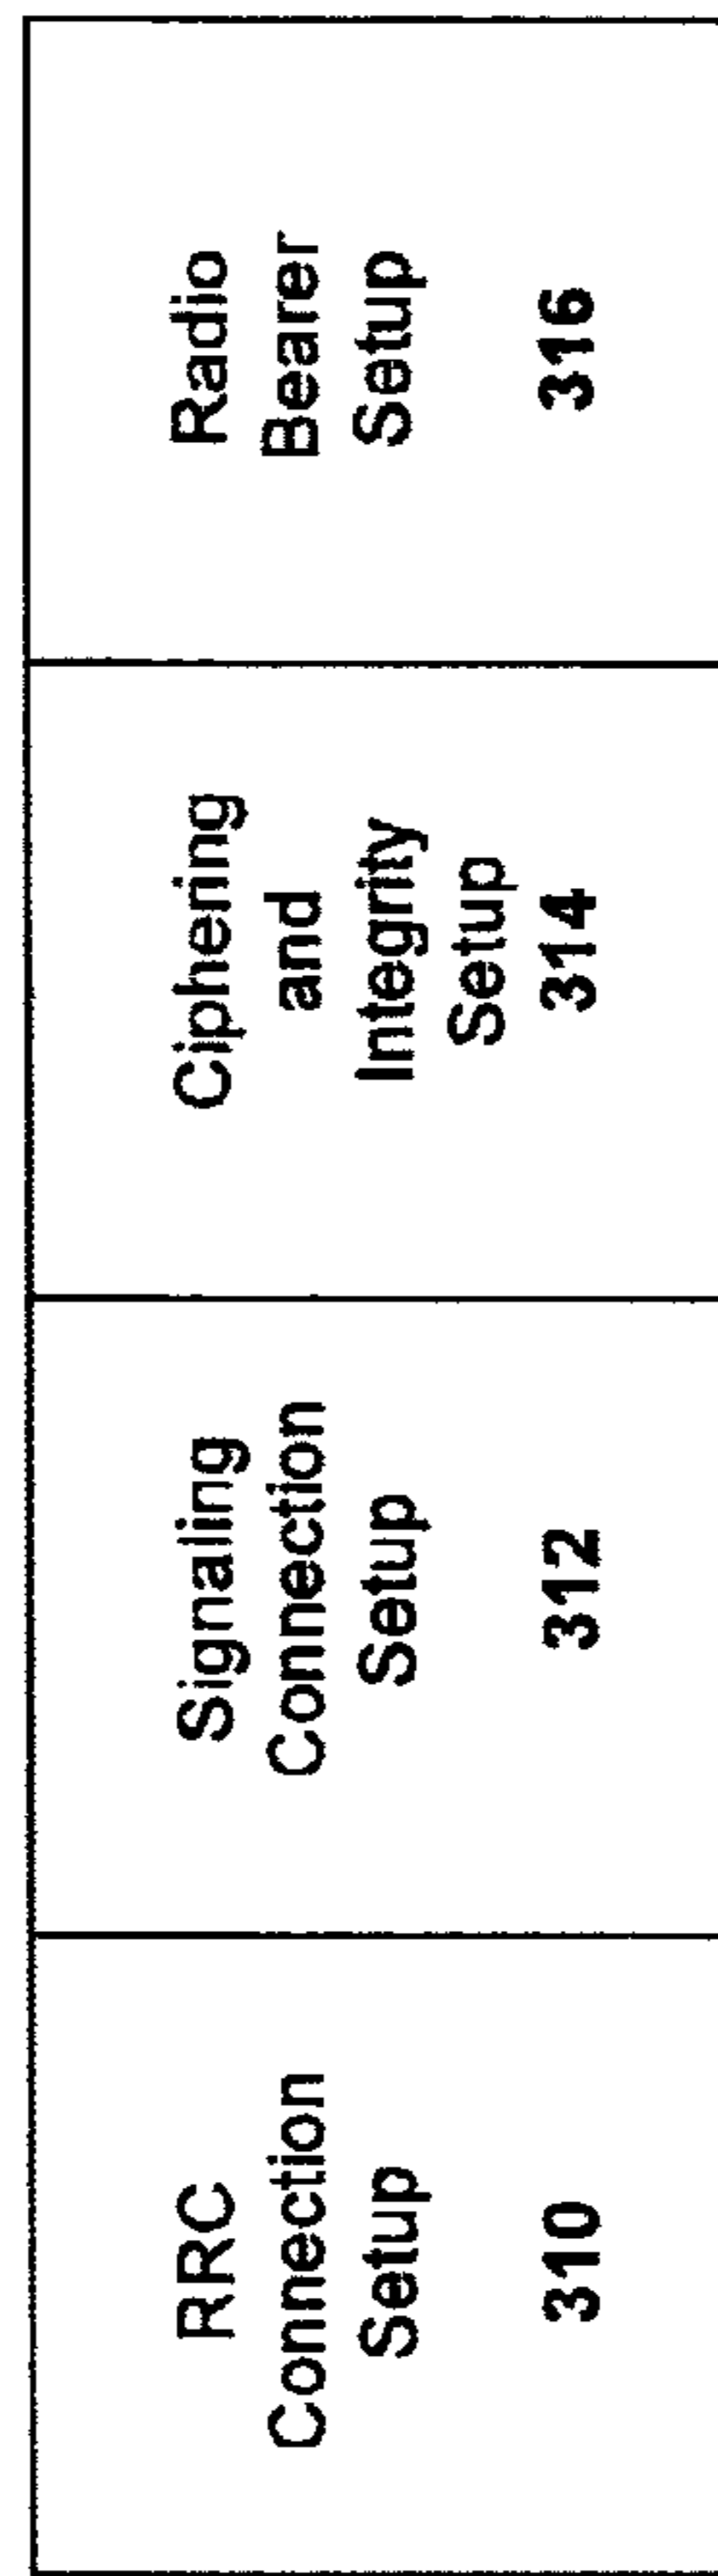 RRC
Connection
Setup
310
Signaling
Connection
Setup
312
Ciphering
and
Integrity
Setup
314
Radio
Bearer
Setup
316